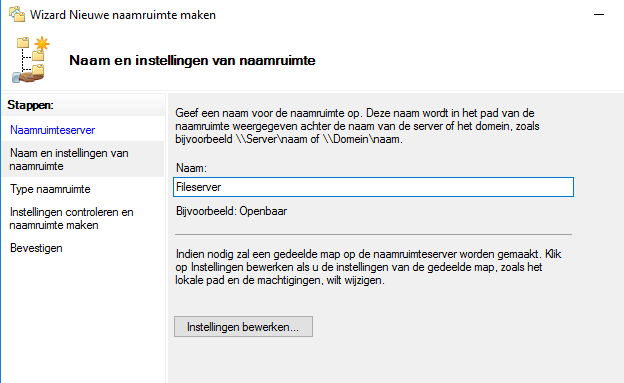 Wizard Nieuwe naamruimte maken
Naam en instellingen van naamruimte
Stappen:
Naamruimteserver
Naam en instellingen van
naamruimte
Type naamruimte
Instellingen controleren en
naamruimte maken
Bevestigen
Geef een naam voor de naamruimte op. Deze naam wordt in het pad van de
naamruimte weergegeven achter de naam van de server of het domein, zoals
bijvoorbeeld \\Server\naam of \\Domein\naam.
Naam:
Fileserver
Bijvoorbeeld: Openbaar
Indien nodig zal een gedeelde map op de naamruimteserver worden gemaakt. Klik
op Instellingen bewerken als u de instellingen van de gedeelde map, zoals het
lokale pad en de machtigingen, wilt wijzigen.
Instellingen bewerken...